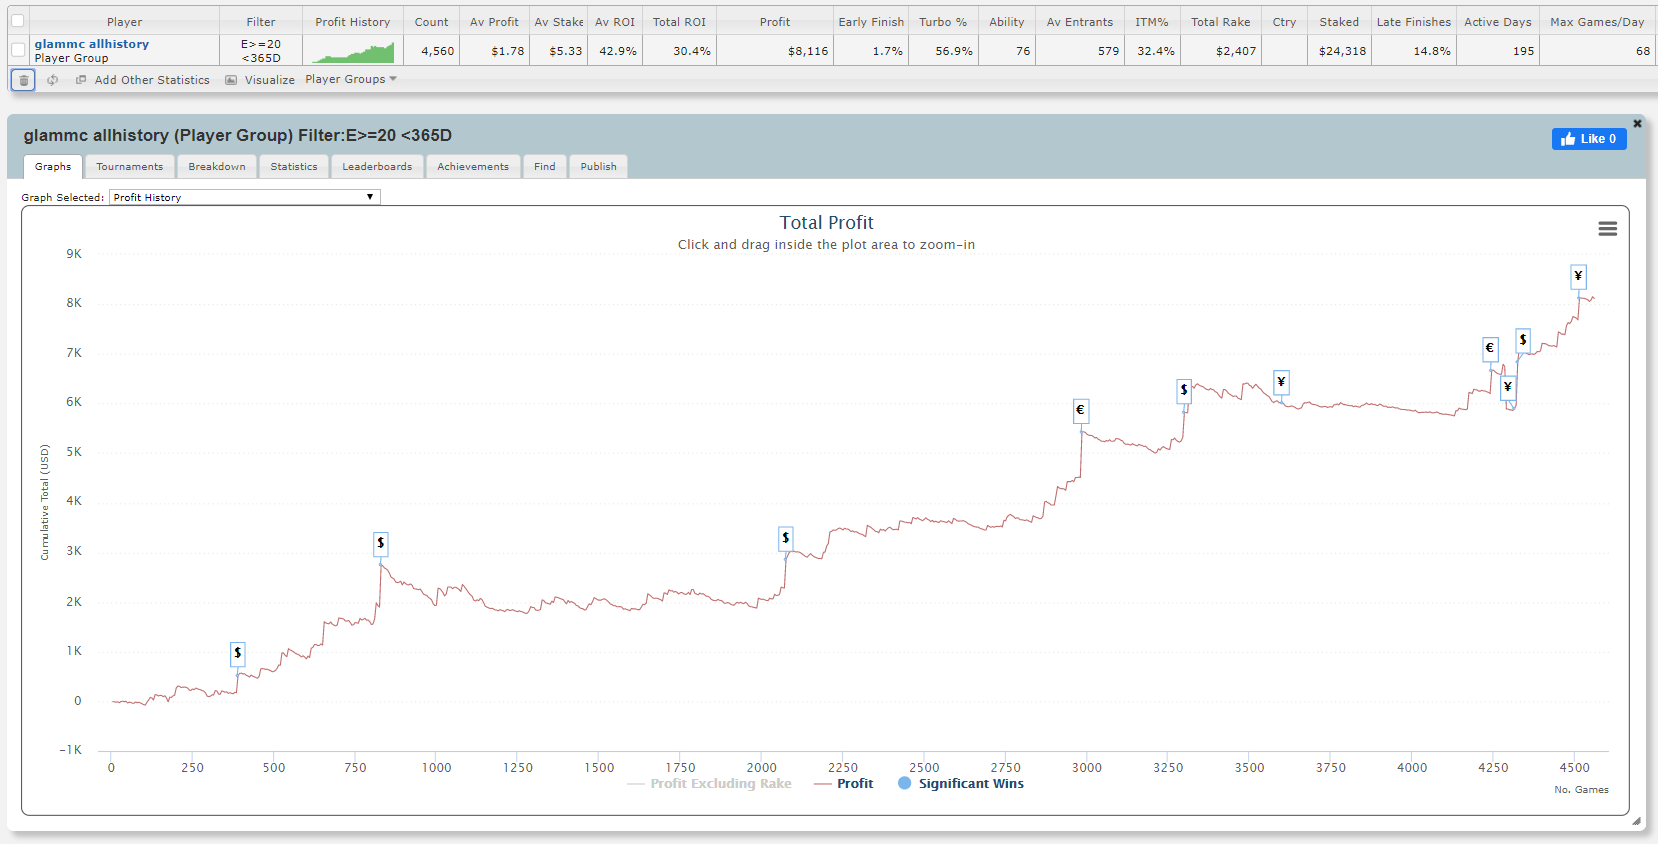 Player Filter Profit History Count Av Profit Av Stake Av ROI Total ROI Profit Early Finish Turbo % Ability Av Entrants ITM% Total Rake Ctry Staked Late Finishes Active Days Max Games/Day
glammc allhistory E>=20 4,560 $1.78 $5.33 42.9% 30.4% $8,116 1.7% 56.9% 76 579 32.4% $2,407 $24,318 14.8% 195 68
Player Group <365D
Add Other Statistics Visualize Player Groups
glammc allhistory (Player Group) Filter:E>=20 <365D
Like 0
Graphs Tournaments Breakdown Statistics Leaderboards Achievements Find Publish
Graph Selected: Profit History
Total Profit
Click and drag inside the plot area to zoom-in
9K
8K
7K
6K
5K
4K
3K
2K
1K
0
-1K
Cumulative Total (USD)
$
$
$
€
$
¥
€
¥
$
¥
0 250 500 750 1000 1250 1500 1750 2000 2250 2500 2750 3000 3250 3500 3750 4000 4250 4500
Profit Excluding Rake Profit Significant Wins
No. Games